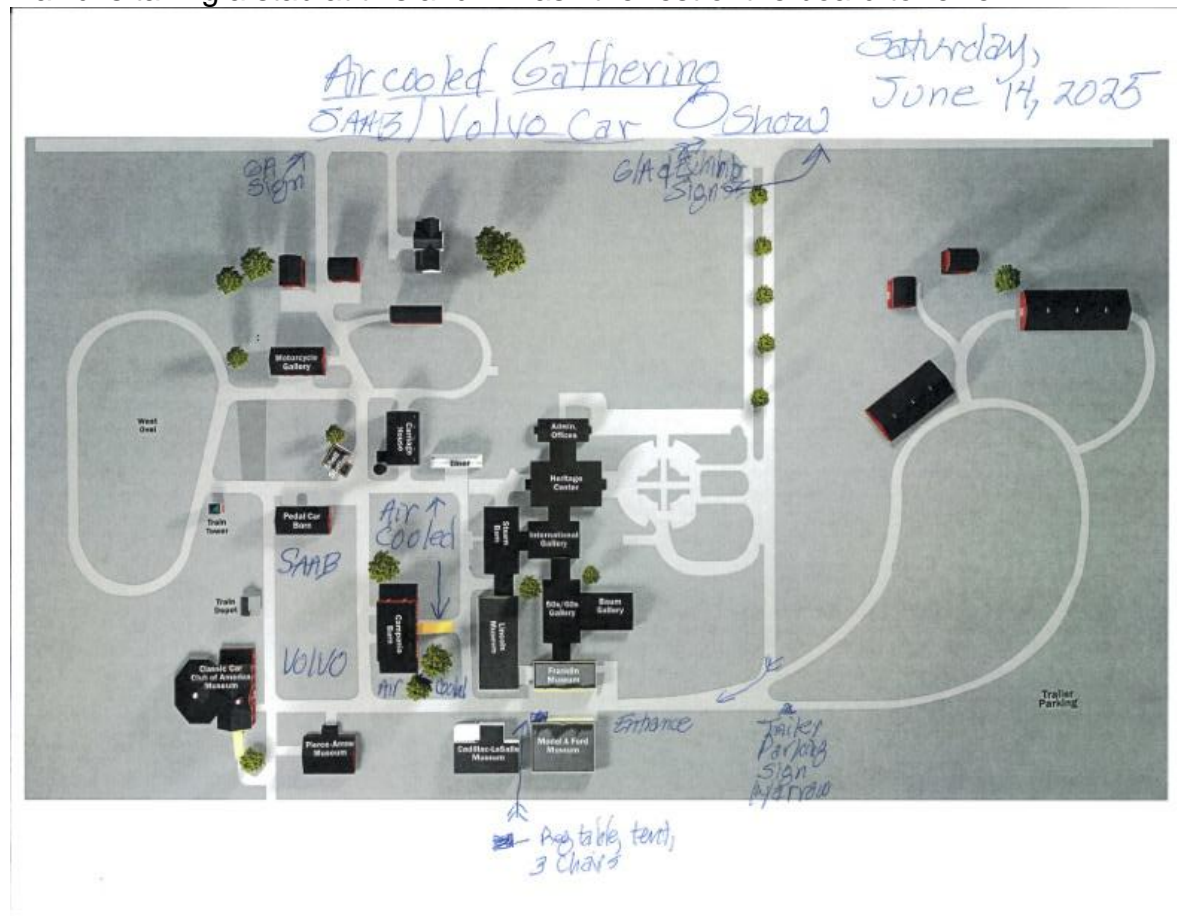 Aircooled Gathering
SAAB/Volvo Car Show
Saturday,
June 14, 2025
G/A
Sign
G/A &
Sign
Motorcycle
Gallery
West
Oval
Carriage
House
Diner
Admin.
Offices
Heritage
Center
Train
Tower
Pedal Car
Barn
Air
Cooled
Steam
Barn
International
Gallery
SAAB
Train
Depot
Campania
Barn
Lincoln
Museum
50s/60s
Gallery
Beam
Gallery
Classic Car
Club of America
Museum
VOLVO
Air Cooled
Franklin
Museum
Trailer
Parking
Pierce-Arrow
Museum
Cadillac-LaSalle
Museum
Model A Ford
Museum
Entrance
Parking
Sign
Reg table, tent,
3 Chairs